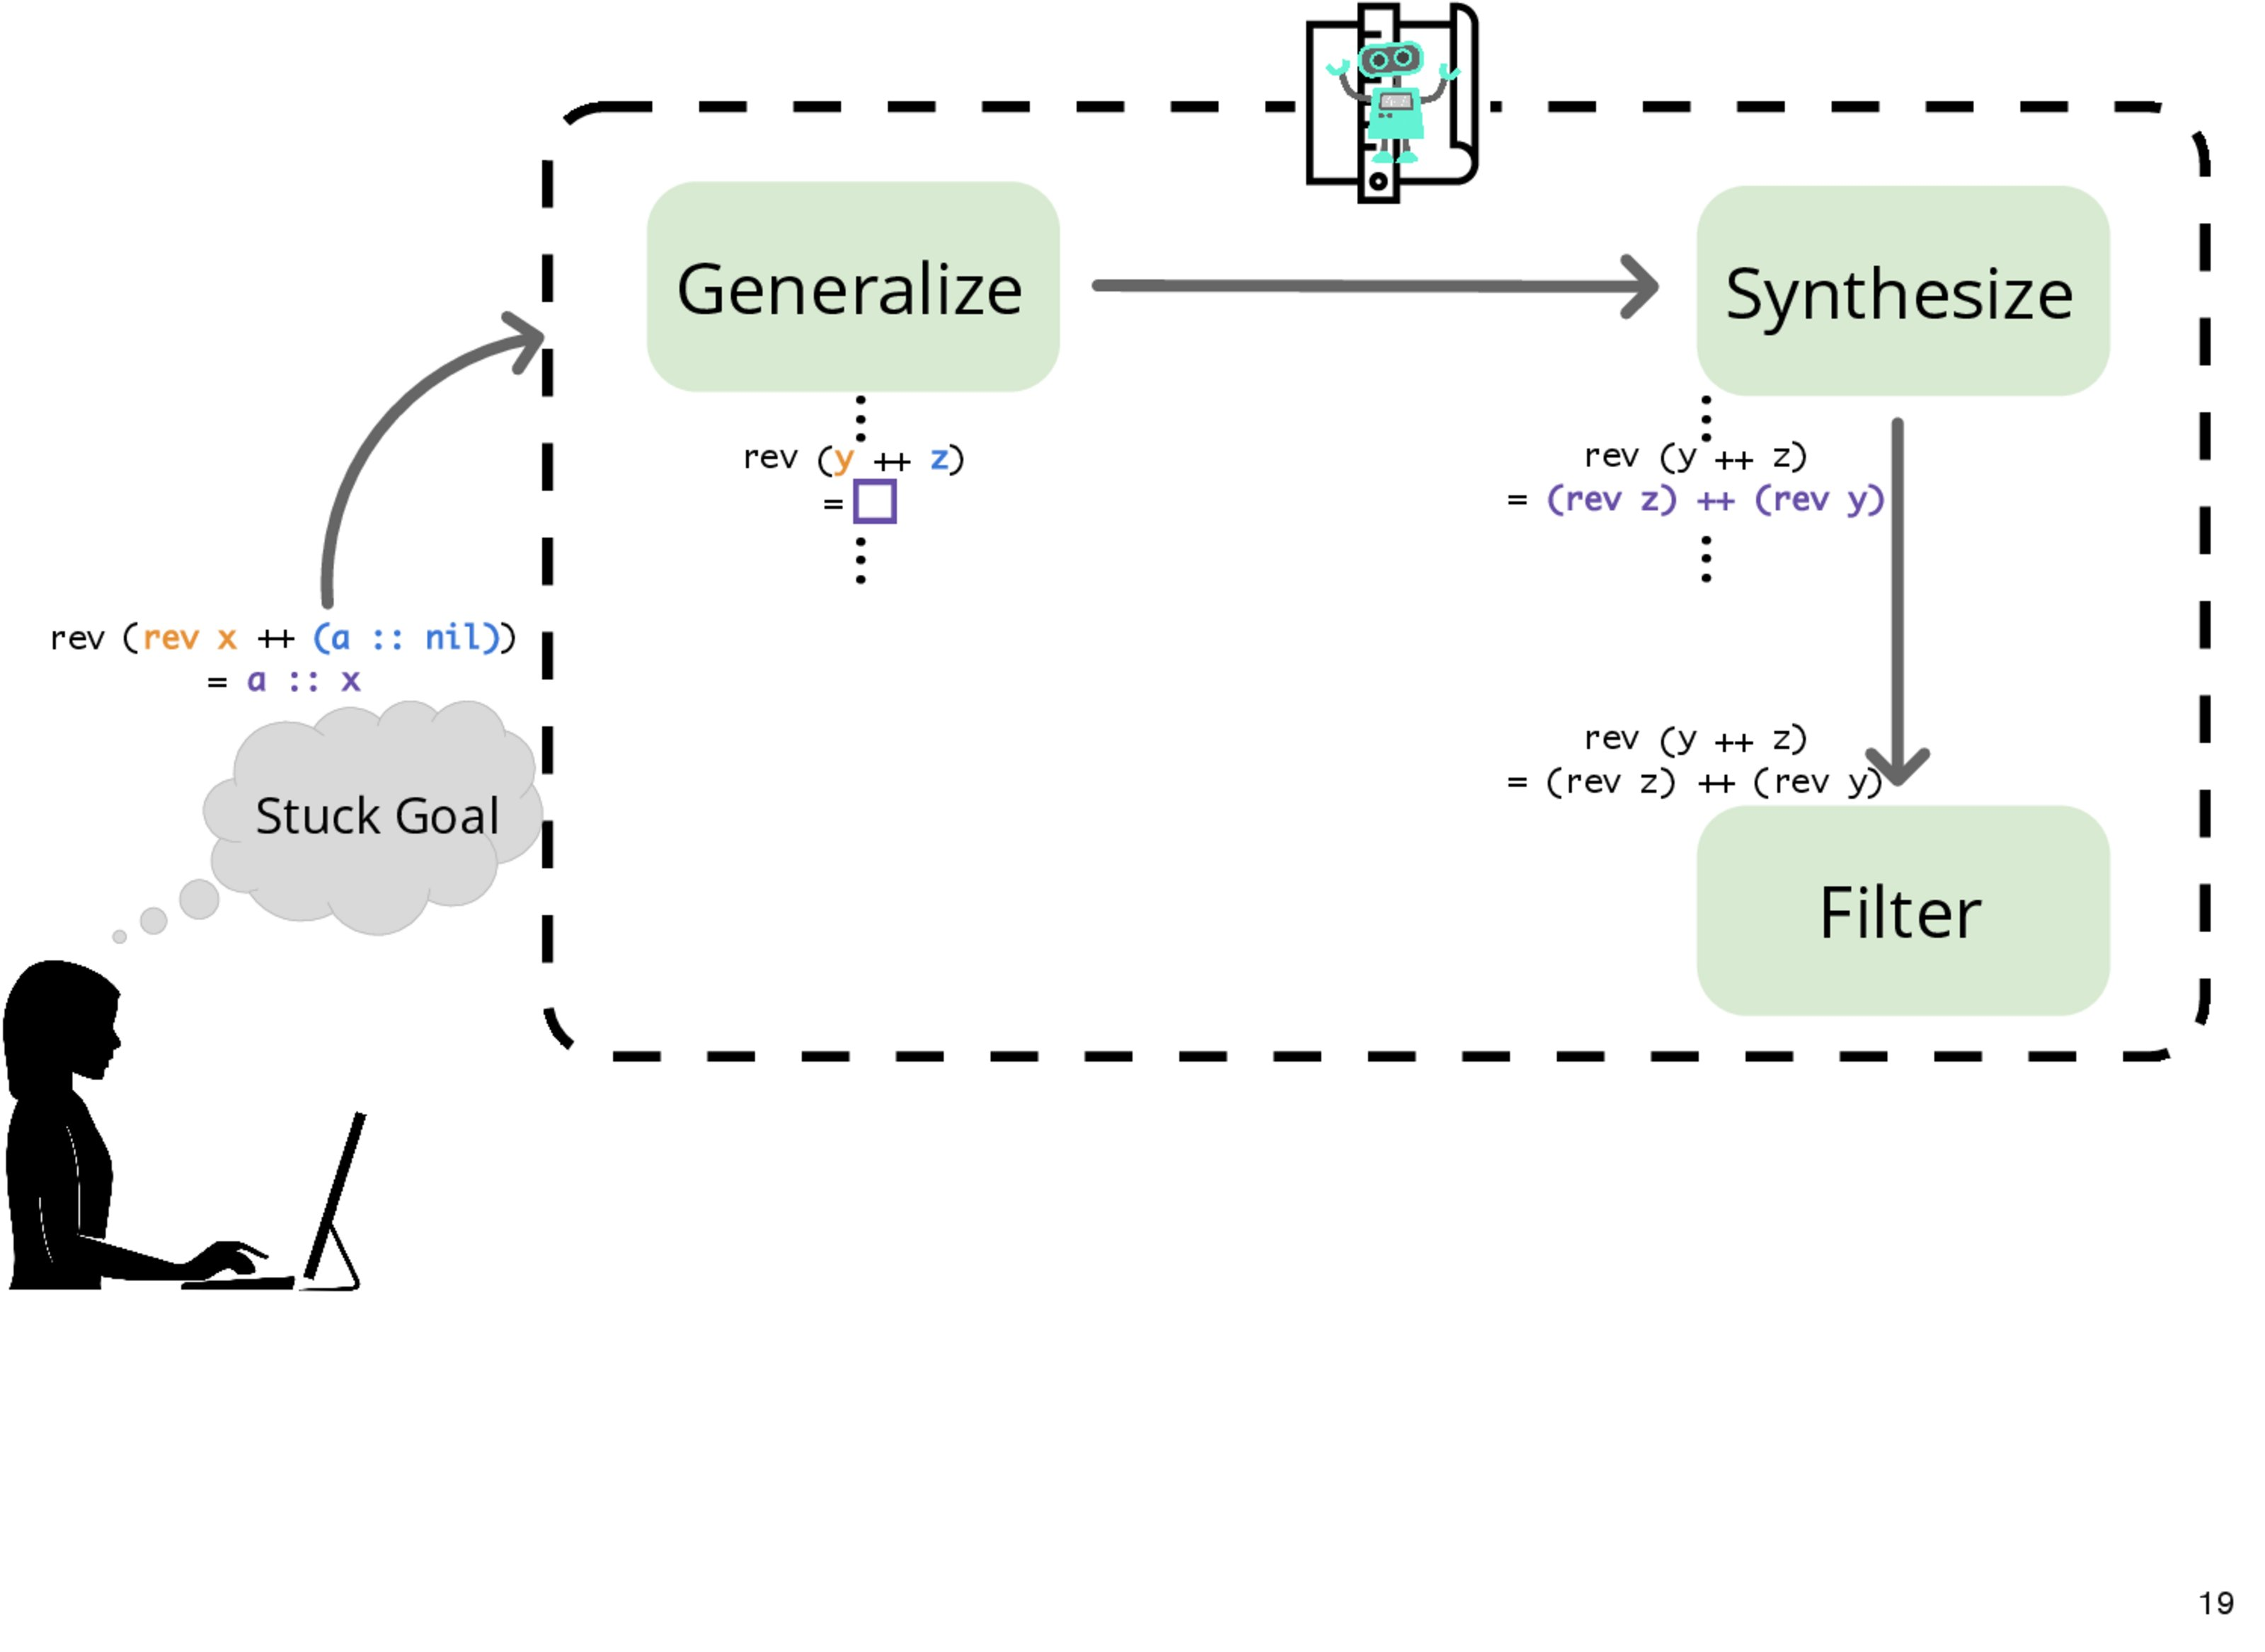 Generalize
Synthesize
rev (y ++ z)
= □
rev (y ++ z)
= (rev z) ++ (rev y)
rev (rev x ++ (a :: nil))
= a :: x
Stuck Goal
rev (y ++ z)
= (rev z) ++ (rev y)
Filter
19